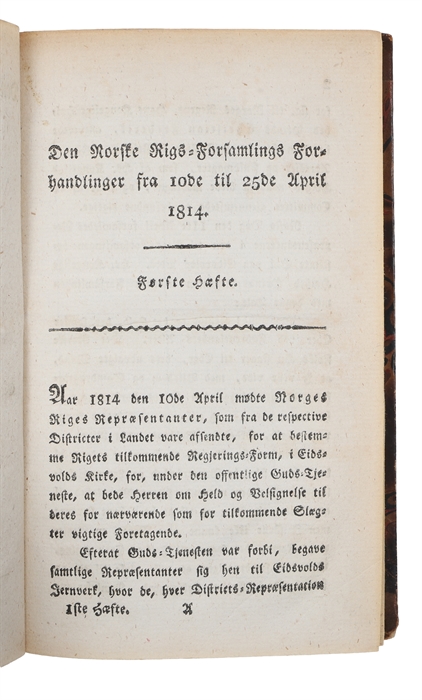 Den Norske Rigs-Forsamlings For-
handlinger fra 10de til 25de April
1814.
Første Hæfte.
Aar 1814 den 10de April mødte Norges
Riges Repræsentanter, som fra de respective
Districter i Landet vare afsendte, for at bestem-
me Rigets tilkommende Regjerings-Form, i Eids-
volds Kirke, for, under den offentlige Guds-Tje-
neste, at bede Herren om Held og Velsignelse til
deres for nærværende som for tilkommende Slæg-
ter vigtige Foretagende.
Efterat Guds-Tjenesten var forbi, begave
samtlige Repræsentanter sig hen til Eidsvolds
Jernverk, hvor de, hver Districts-Repræsentation
1ste Hæfte. A